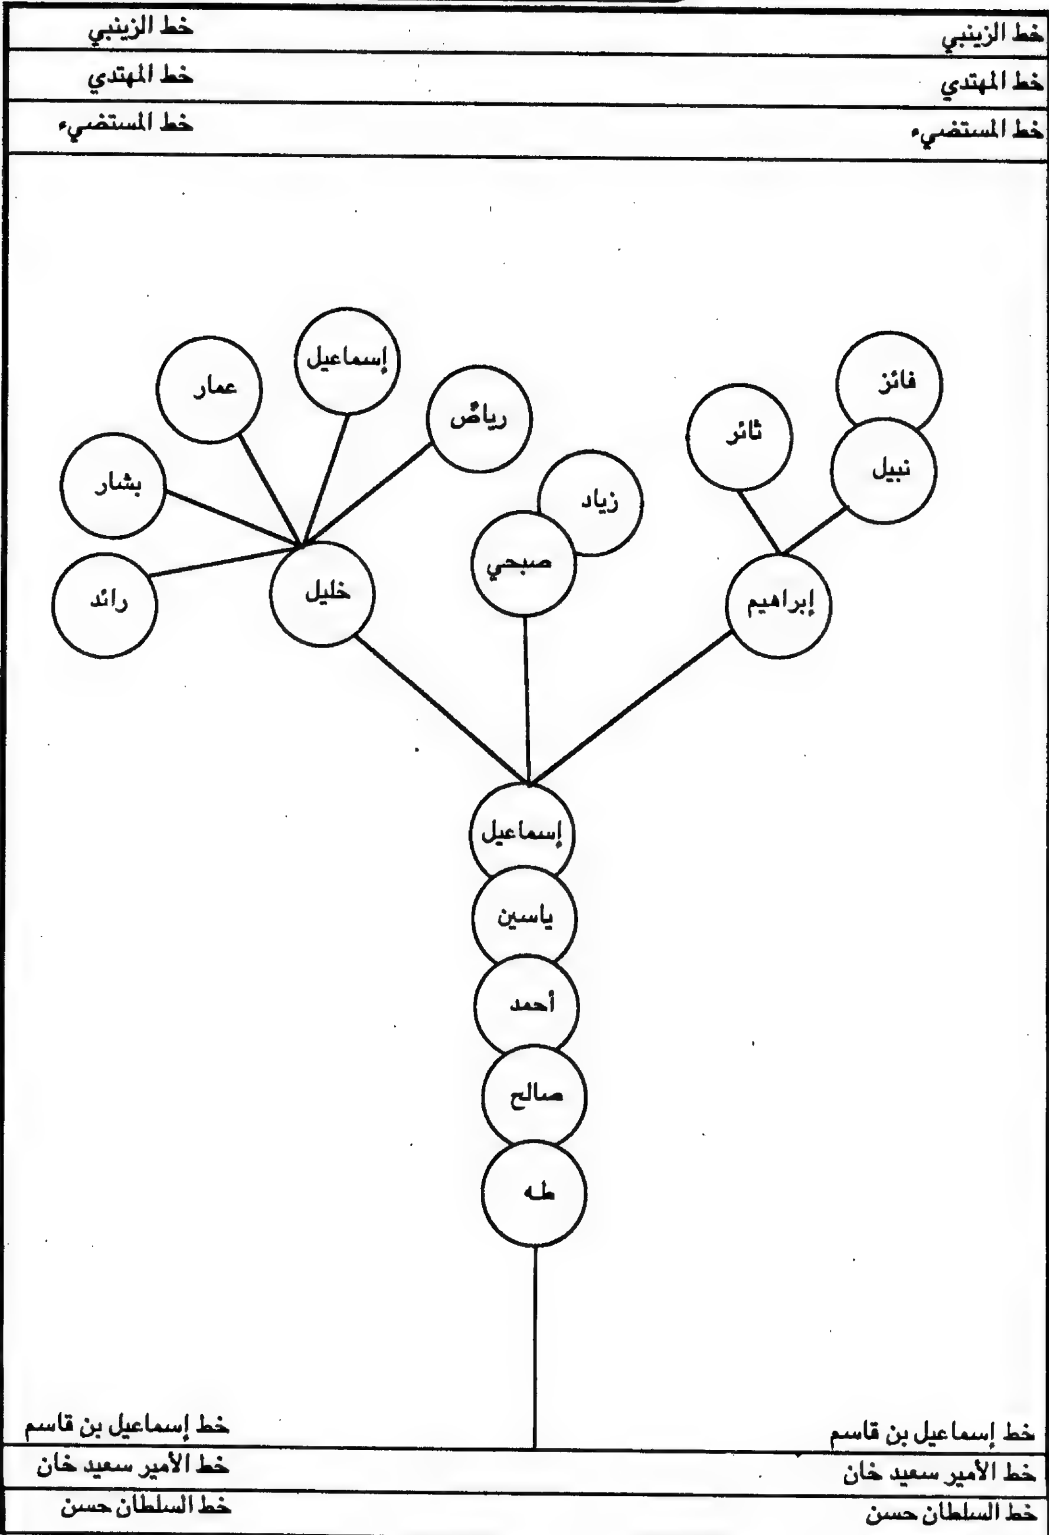 خط الزينبي خط الزينبي
خط المهتدي خط المهتدي
خط المستضيء خط المستضيء
إسماعيل
فائز
عمار
رياض
ثائر
نبيل
بشار
زياد
صبحي
إبراهيم
خليل
رائد
إسماعيل
ياسين
أحمد
صالح
طه
خط إسماعيل بن قاسم خط إسماعيل بن قاسم
خط الأمير سعيد خان خط الأمير سعيد خان
خط السلطان حسن خط السلطان حسن